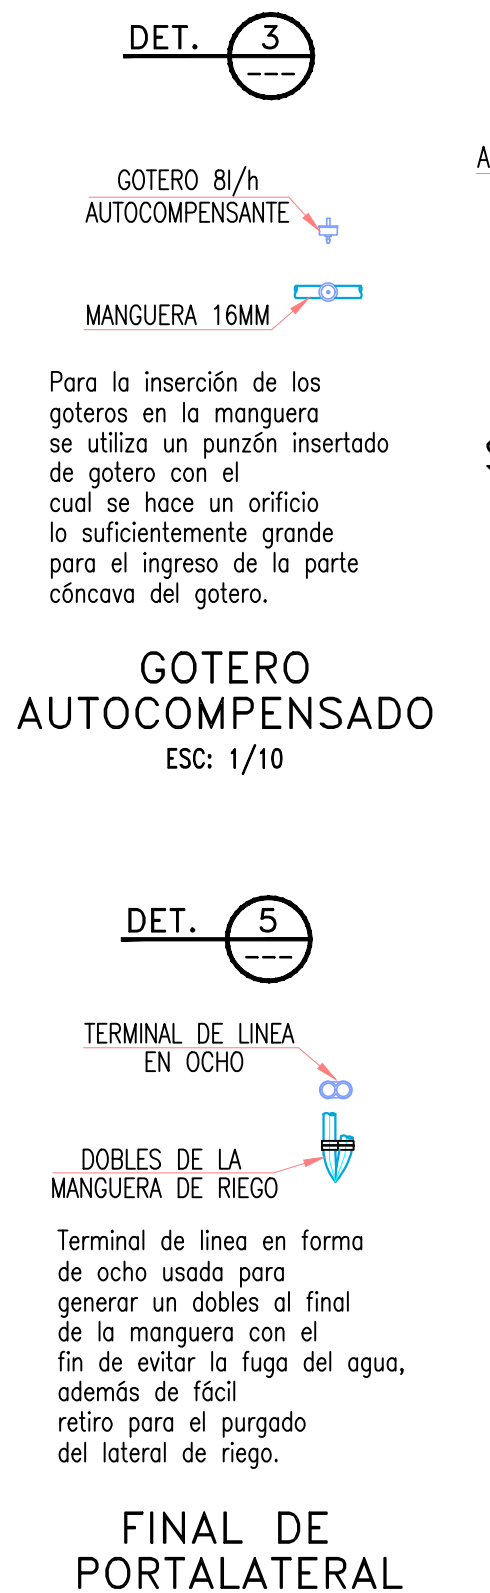 DET. 3
---
A
GOTERO 8l/h
AUTOCOMPENSANTE
MANGUERA 16MM
Para la inserción de los
goteros en la manguera
se utiliza un punzón insertado
de gotero con el
cual se hace un orificio
lo suficientemente grande
para el ingreso de la parte
cóncava del gotero.
GOTERO
AUTOCOMPENSADO
ESC: 1/10
DET. 5
---
TERMINAL DE LINEA
EN OCHO
DOBLES DE LA
MANGUERA DE RIEGO
Terminal de linea en forma
de ocho usada para
generar un dobles al final
de la manguera con el
fin de evitar la fuga del agua,
además de fácil
retiro para el purgado
del lateral de riego.
FINAL DE
PORTALATERAL